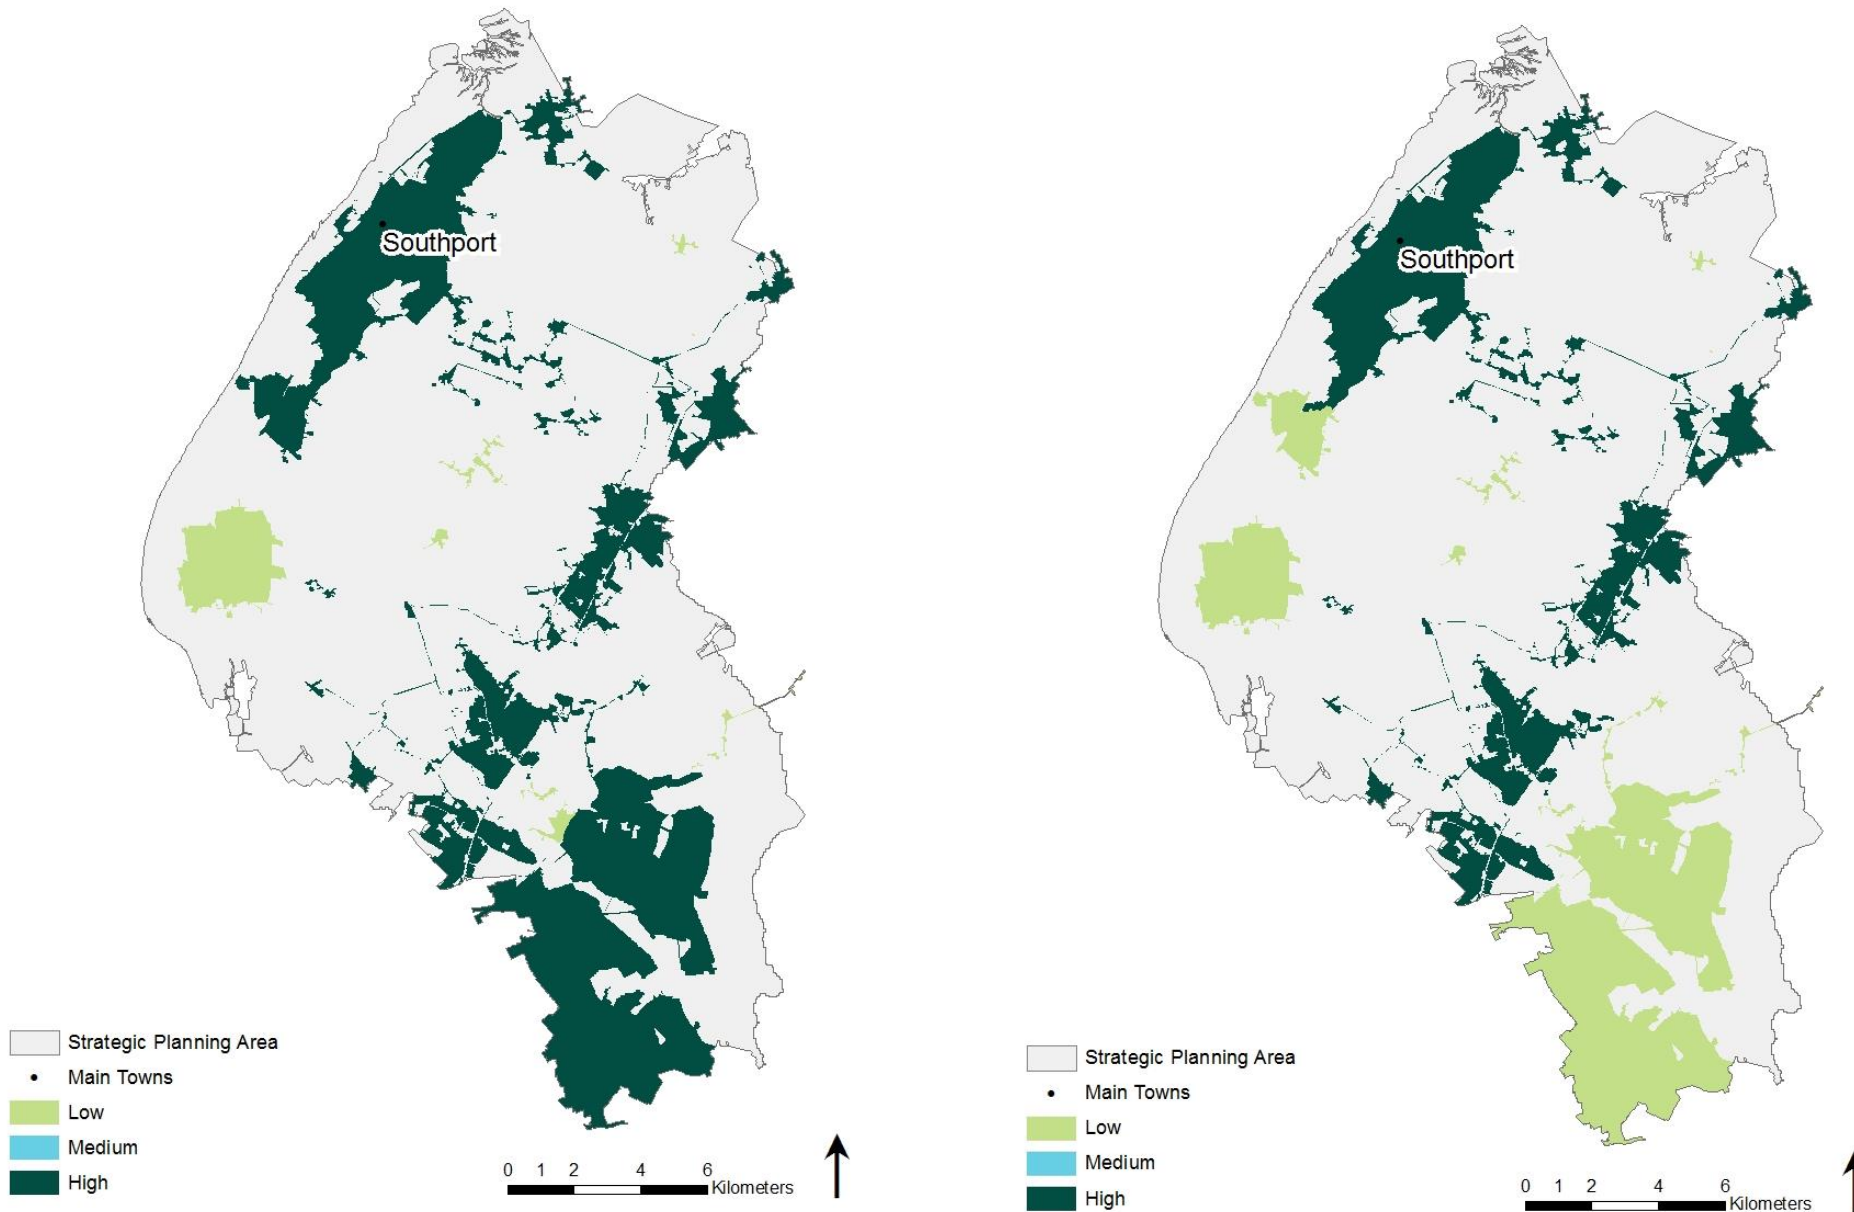 Southport
Strategic Planning Area
Main Towns
Low
Medium
High
0 1 2 4 6
Kilometers
Southport
Strategic Planning Area
Main Towns
Low
Medium
High
0 1 2 4 6
Kilometers